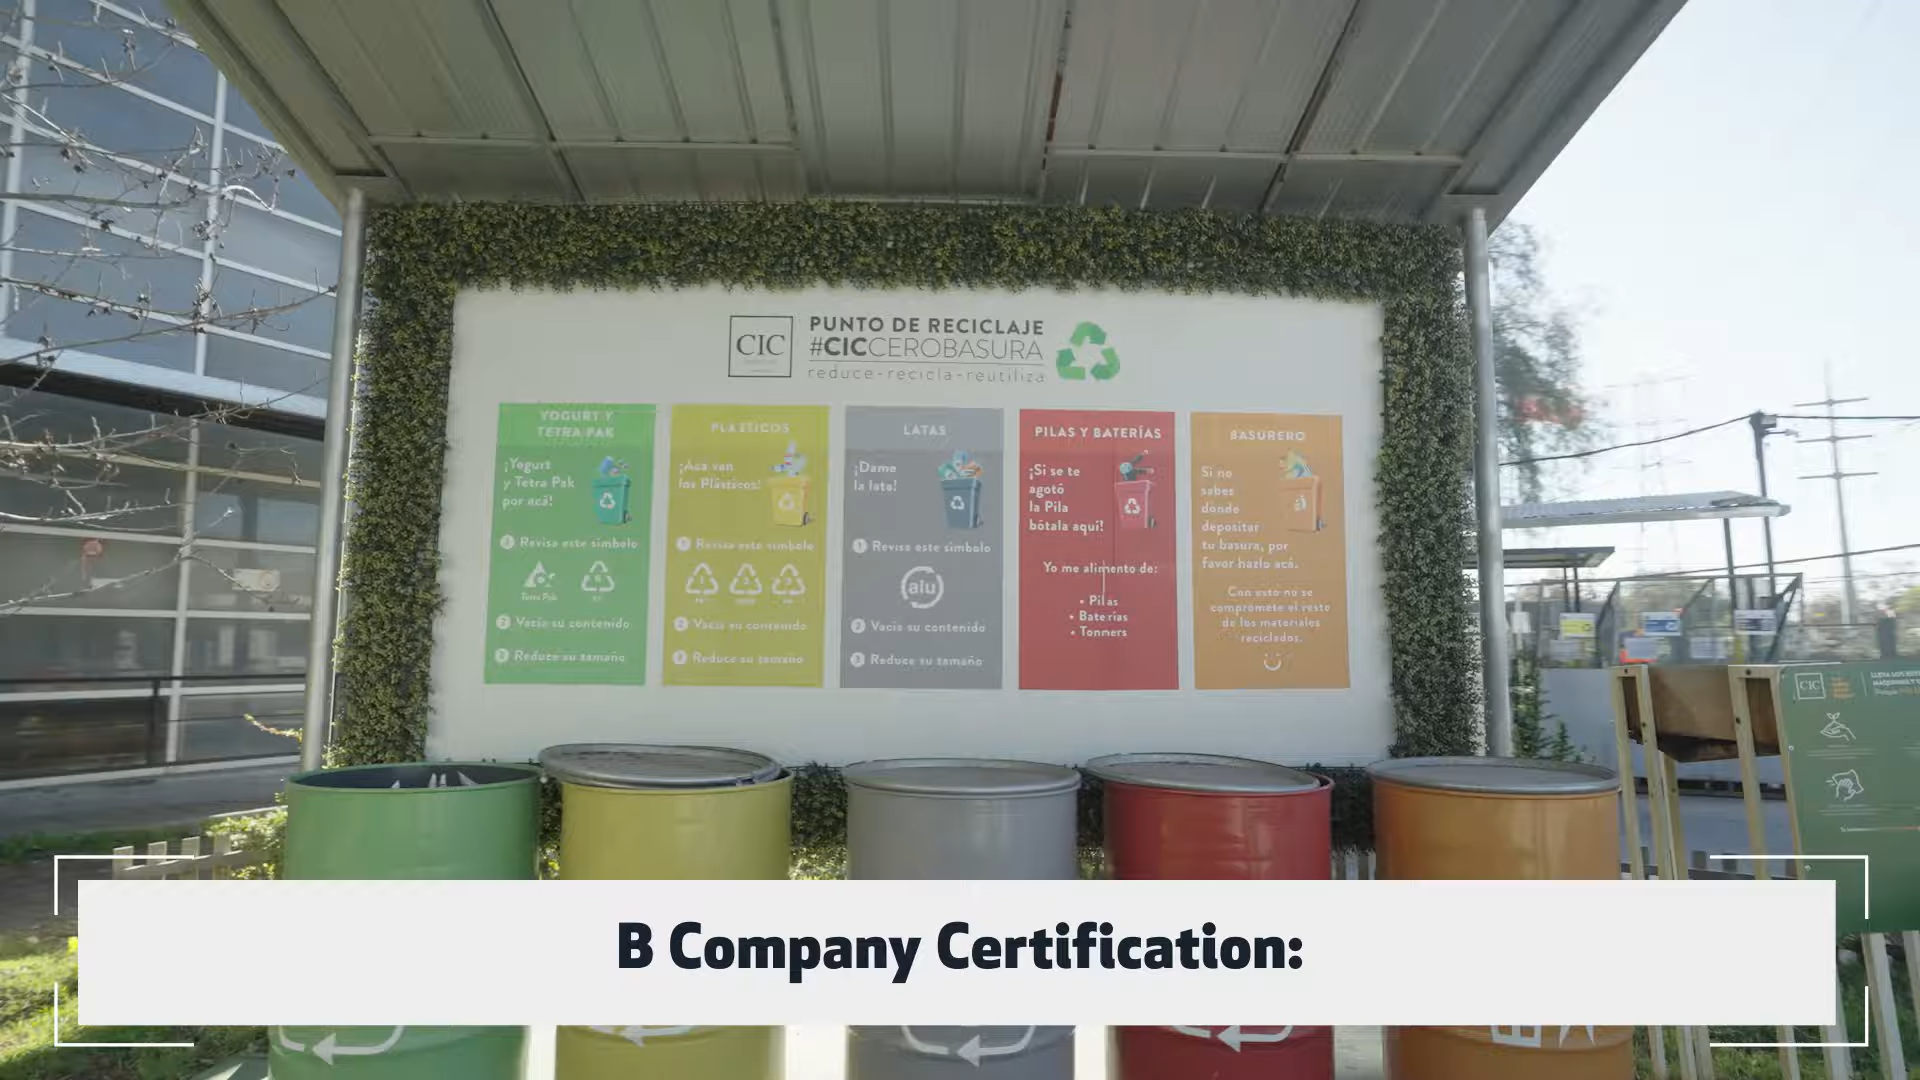 CIC
PUNTO DE RECICLAJE
#CICCEROBASURA
reduce-recicla-reutiliza
YOGURT Y
TETRA PAK
¡Yogurt
y Tetra Pak
por acá!
1 Revisa este símbolo
Tetra Pak
2 Vacía su contenido
3 Reduce su tamaño
PLÁSTICOS
¡Acá van
los Plásticos!
1 Revisa este símbolo
2 Vacía su contenido
3 Reduce su tamaño
LATAS
¡Dame
la lata!
1 Revisa este símbolo
alu
2 Vacía su contenido
3 Reduce su tamaño
PILAS Y BATERÍAS
¡Si se te
agotó
la Pila
bótala aquí!
Yo me alimento de:
• Pilas
• Baterías
• Tonners
BASURERO
Si no
sabes
donde
depositar
tu basura, por
favor hazlo acá.
Con esto no se
compromete el resto
de los materiales
reciclados.
CIC
B Company Certification: